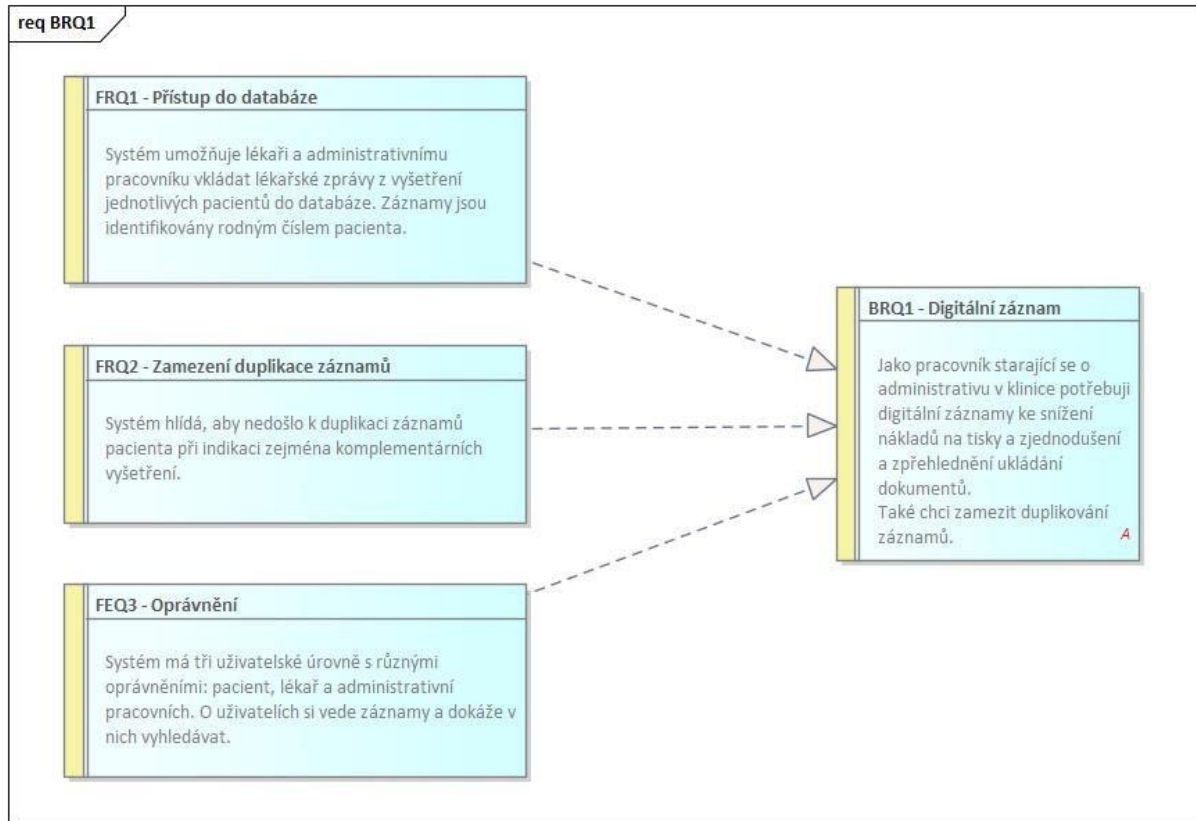 req BRQ1
FRQ1 - Přístup do databáze
Systém umožňuje lékaři a administrativnímu
pracovníku vkládat lékařské zprávy z vyšetření
jednotlivých pacientů do databáze. Záznamy jsou
identifikovány rodným číslem pacienta.
FRQ2 - Zamezení duplikace záznamů
Systém hlídá, aby nedošlo k duplikaci záznamů
pacienta při indikaci zejména komplementárních
vyšetření.
FEQ3 - Oprávnění
Systém má tři uživatelské úrovně s různými
oprávněními: pacient, lékař a administrativní
pracovních. O uživatelích si vede záznamy a dokáže v
nich vyhledávat.
BRQ1 - Digitální záznam
Jako pracovník starající se o
administrativu v klinice potřebuji
digitální záznamy ke snížení
nákladů na tisky a zjednodušení
a zpřehlednění ukládání
dokumentů.
Také chci zamezit duplikování
záznamů.
A